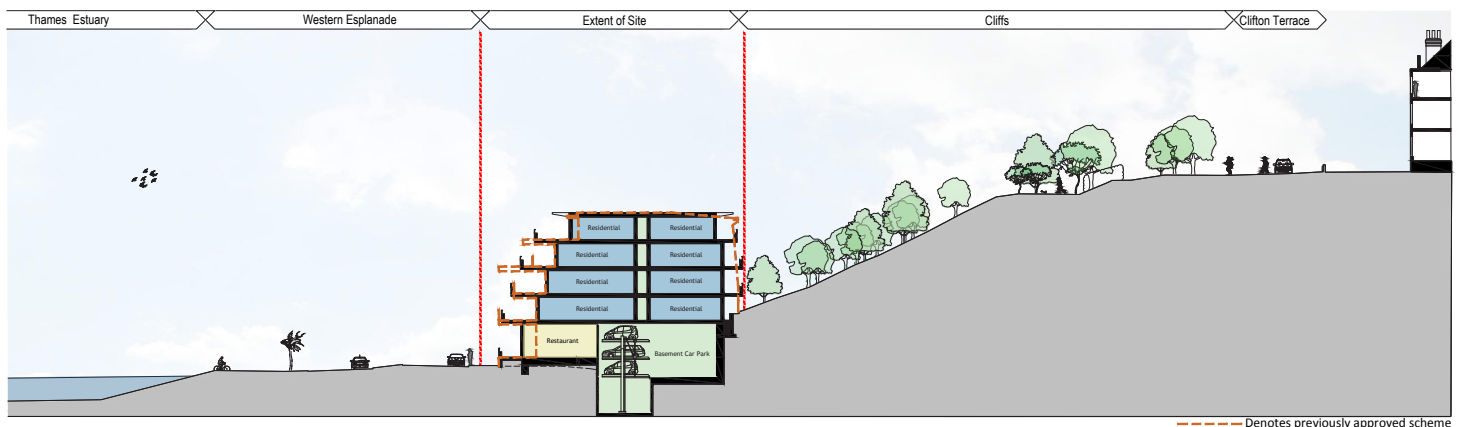 Thames Estuary
Western Esplanade
Extent of Site
Cliffs
Clifton Terrace
Residential
Residential
Residential
Residential
Residential
Residential
Residential
Residential
Restaurant
Basement Car Park
Denotes previously approved scheme